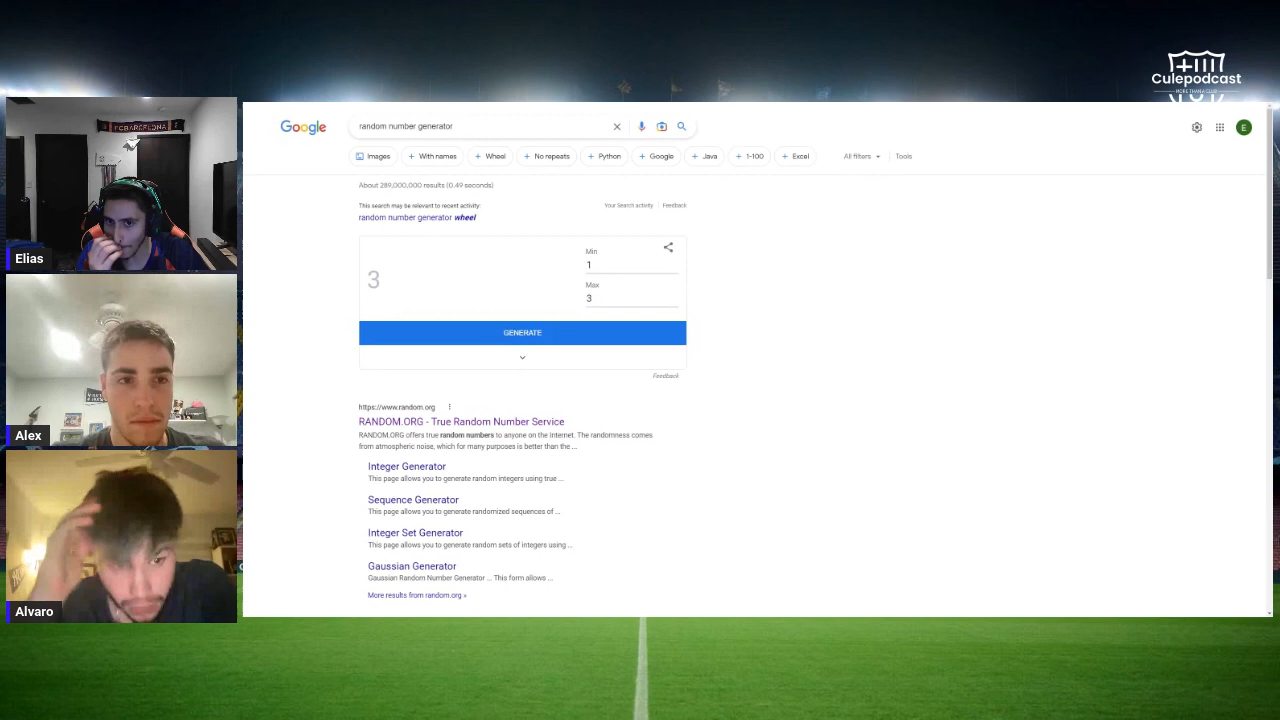 Culepodcast
MORE THAN A CLUB
FCBARCELONA
Elias
Alex
Alvaro
Google
random number generator
Images
With names
Wheel
No repeats
Python
Google
Java
1-100
Excel
All filters
Tools
E
About 289,000,000 results (0.49 seconds)
This search may be relevant to recent activity:
Your Search activity
Feedback
random number generator wheel
3
Min
1
Max
3
GENERATE
Feedback
https://www.random.org
RANDOM.ORG - True Random Number Service
RANDOM.ORG offers true random numbers to anyone on the Internet. The randomness comes
from atmospheric noise, which for many purposes is better than the ...
Integer Generator
This page allows you to generate random integers using true ...
Sequence Generator
This page allows you to generate randomized sequences of ...
Integer Set Generator
This page allows you to generate random sets of integers using ...
Gaussian Generator
Gaussian Random Number Generator ... This form allows ...
More results from random.org »